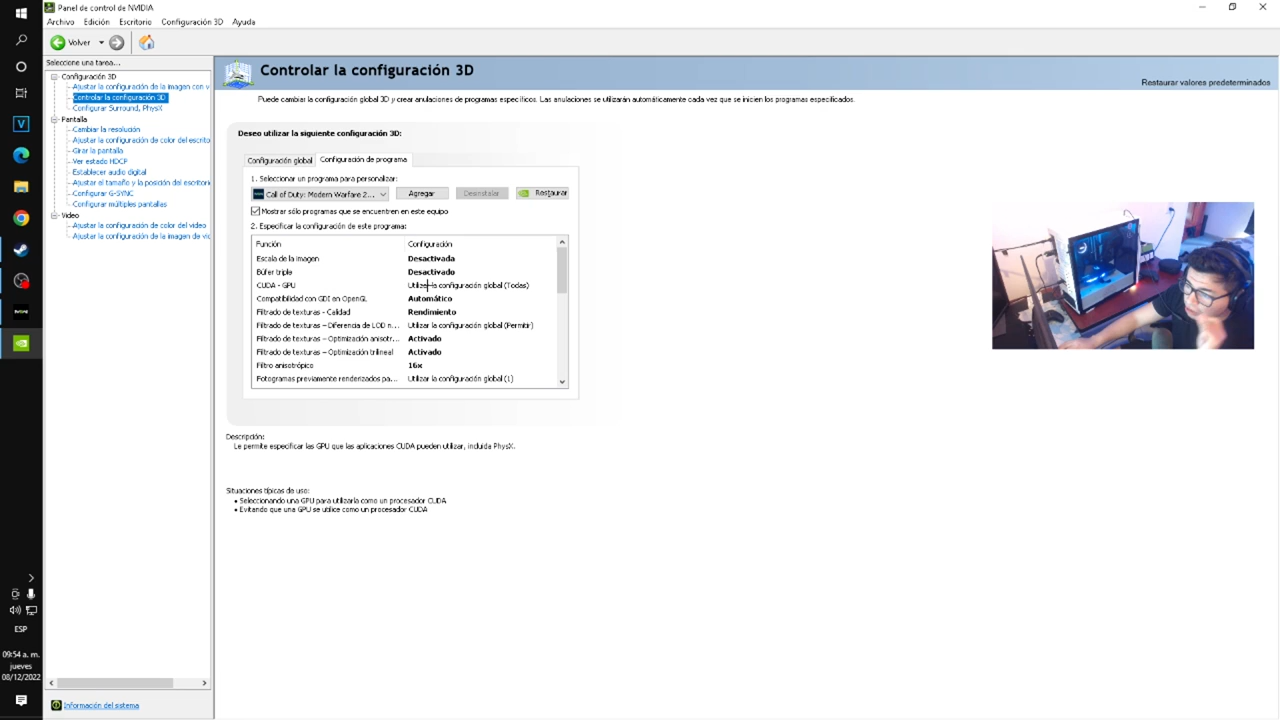 Panel de control de NVIDIA
Archivo Edición Escritorio Configuración 3D Ayuda
Volver
Seleccione una tarea...
Configuración 3D
Ajustar la configuración de la imagen con v
Controlar la configuración 3D
Configurar Surround, PhysX
Pantalla
Cambiar la resolución
Ajustar la configuración de color del escrito
Girar la pantalla
Ver estado HDCP
Establecer audio digital
Ajustar el tamaño y la posición del escritori
Configurar G-SYNC
Configurar múltiples pantallas
Video
Ajustar la configuración de color del vídeo
Ajustar la configuración de la imagen de víc
Información del sistema
Controlar la configuración 3D
Restaurar valores predeterminados
Puede cambiar la configuración global 3D y crear anulaciones de programas específicos. Las anulaciones se utilizarán automáticamente cada vez que se inicien los programas especificados.
Deseo utilizar la siguiente configuración 3D:
Configuración global Configuración de programa
1. Seleccionar un programa para personalizar:
Call of Duty: Modern Warfare 2... Agregar Desinstalar Restaurar
Mostrar sólo programas que se encuentren en este equipo
2. Especificar la configuración de este programa:
Función Configuración
Escala de la imagen Desactivada
Búfer triple Desactivado
CUDA - GPU Utilizar la configuración global (Todas)
Compatibilidad con GDI en OpenGL Automático
Filtrado de texturas - Calidad Rendimiento
Filtrado de texturas – Diferencia de LOD n... Utilizar la configuración global (Permitir)
Filtrado de texturas – Optimización anisotr... Activado
Filtrado de texturas – Optimización trilineal Activado
Filtro anisotrópico 16x
Fotogramas previamente renderizados pa... Utilizar la configuración global (1)
Descripción:
Le permite especificar las GPU que las aplicaciones CUDA pueden utilizar, incluida PhysX.
Situaciones típicas de uso:
• Seleccionando una GPU para utilizarla como un procesador CUDA
• Evitando que una GPU se utilice como un procesador CUDA
ESP
09:54 a. m.
jueves
08/12/2022